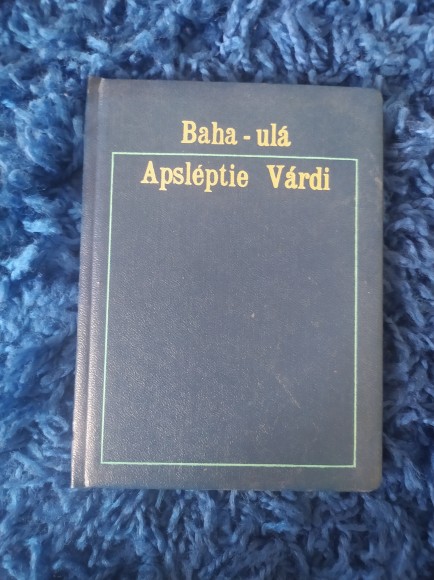 Baha - ulá
Apsléptie Várdi